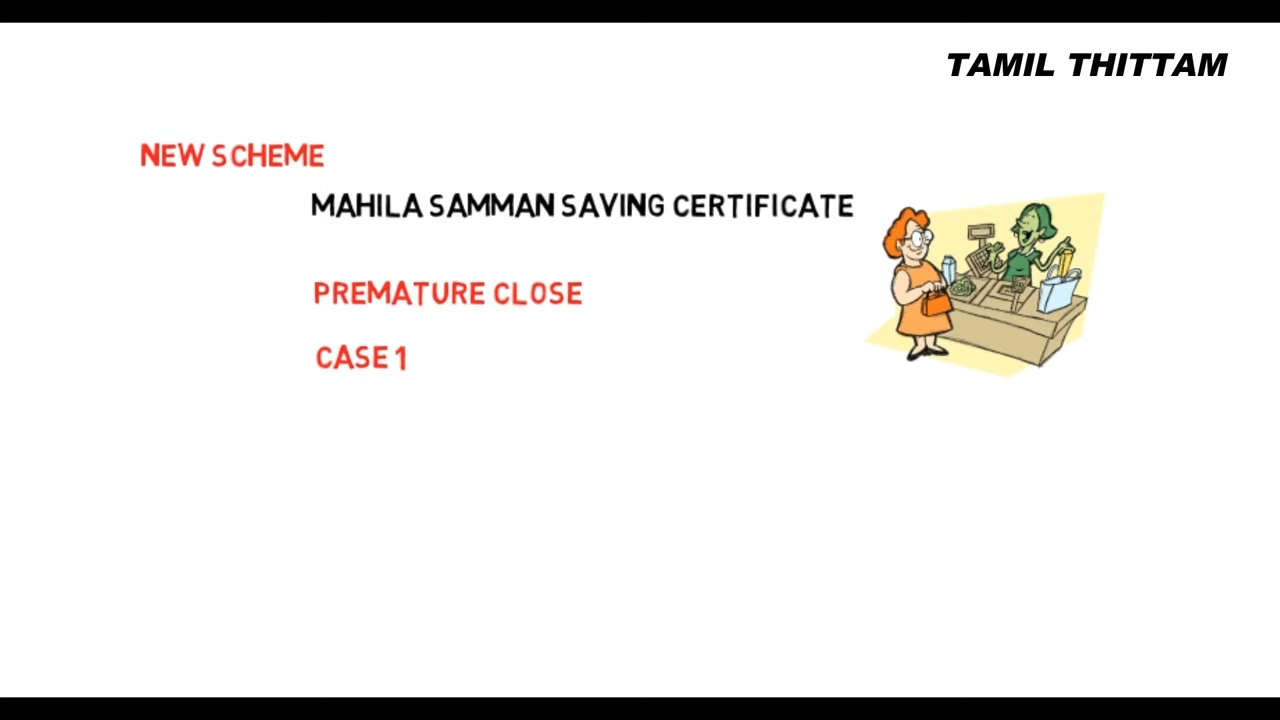 TAMIL THITTAM
NEW SCHEME
MAHILA SAMMAN SAVING CERTIFICATE
PREMATURE CLOSE
CASE 1